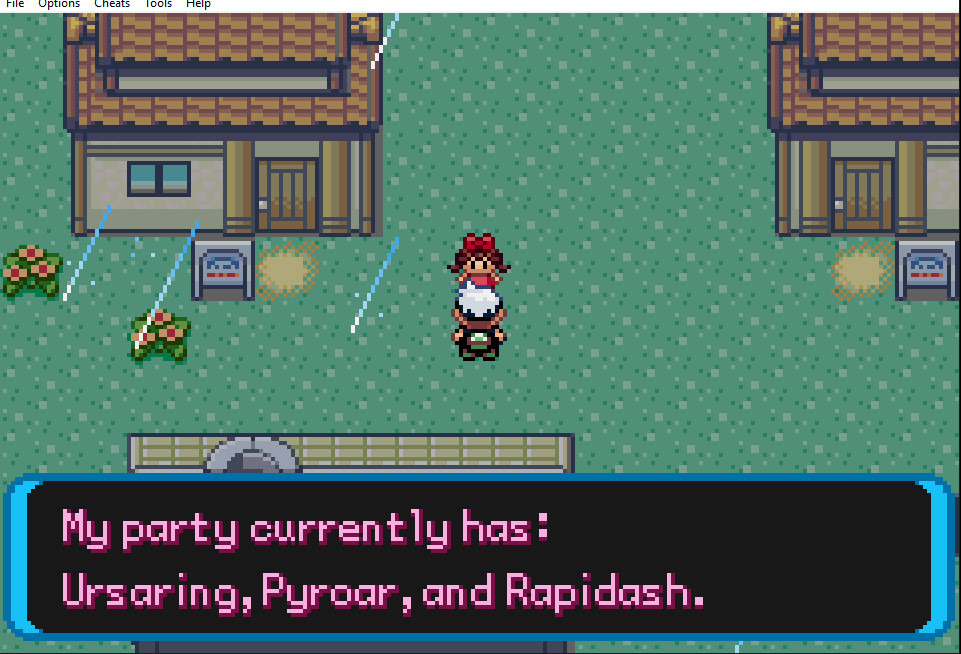 File Options Cheats Tools Help
My party currently has:
Ursaring, Pyroar, and Rapidash.